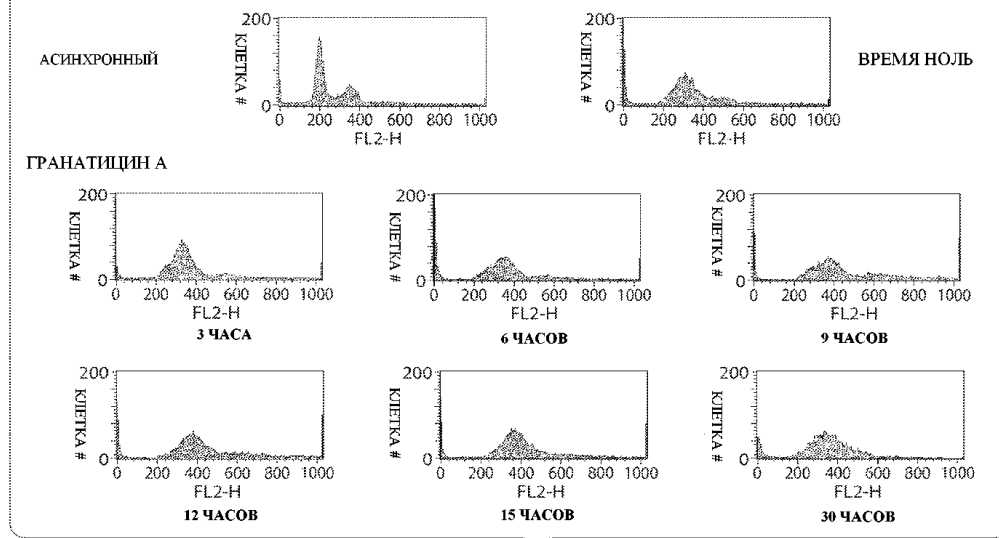 АСИНХРОННЫЙ
200
КЛЕТКА #
0
0 200 400 600 800 1000
FL2-H
200
КЛЕТКА #
0
0 200 400 600 800 1000
FL2-H
ВРЕМЯ НОЛЬ
ГРАНАТИЦИН А
200
КЛЕТКА #
0
0 200 400 600 800 1000
FL2-H
3 ЧАСА
200
КЛЕТКА #
0
0 200 400 600 800 1000
FL2-H
6 ЧАСОВ
200
КЛЕТКА #
0
0 200 400 600 800 1000
FL2-H
9 ЧАСОВ
200
КЛЕТКА #
0
0 200 400 600 800 1000
FL2-H
12 ЧАСОВ
200
КЛЕТКА #
0
0 200 400 600 800 1000
FL2-H
15 ЧАСОВ
200
КЛЕТКА #
0
0 200 400 600 800 1000
FL2-H
30 ЧАСОВ